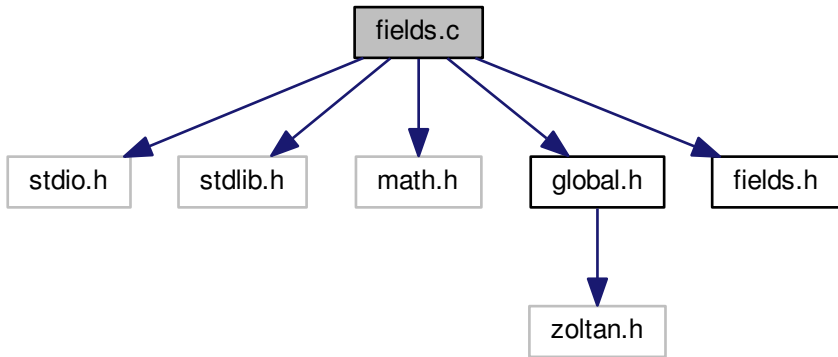 fields.c
stdio.h
stdlib.h
math.h
global.h
fields.h
zoltan.h